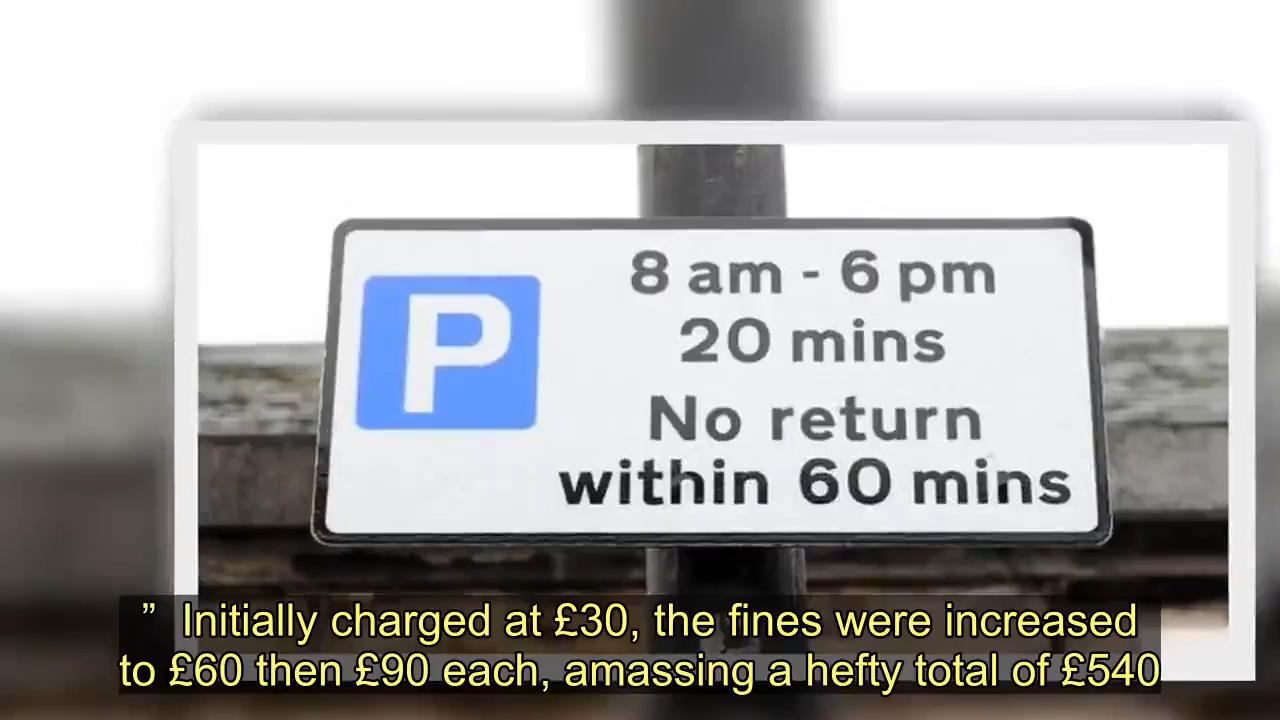 P
8 am - 6 pm
20 mins
No return
within 60 mins
” Initially charged at £30, the fines were increased
to £60 then £90 each, amassing a hefty total of £540